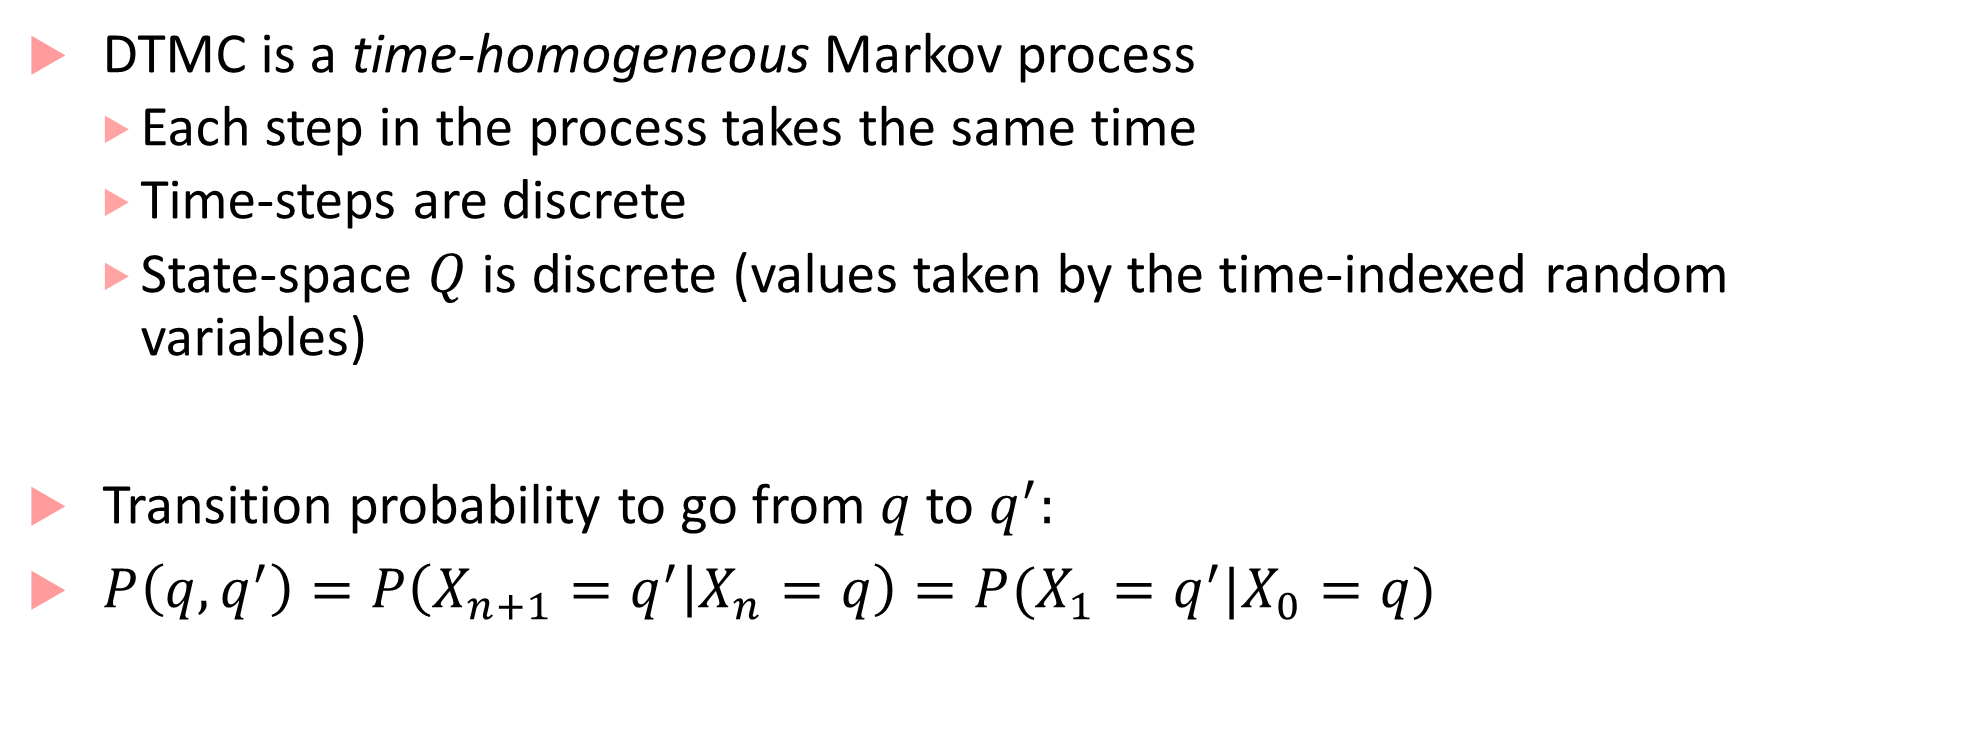 DTMC is a time-homogeneous Markov process
Each step in the process takes the same time
Time-steps are discrete
State-space 𝑄 is discrete (values taken by the time-indexed random
variables)
Transition probability to go from 𝑞 to 𝑞′:
𝑃(𝑞, 𝑞′) = 𝑃(𝑋ₙ₊₁ = 𝑞′|𝑋ₙ = 𝑞) = 𝑃(𝑋₁ = 𝑞′|𝑋₀ = 𝑞)